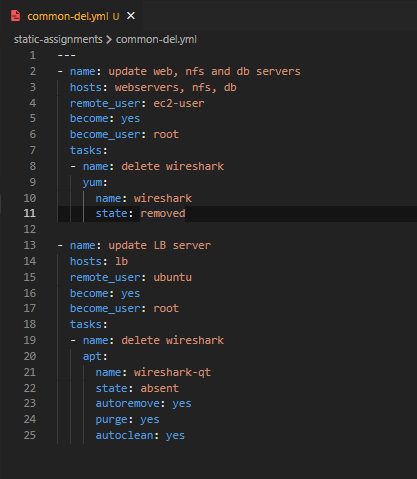 common-del.yml U ×
static-assignments > common-del.yml
1 ---
2 - name: update web, nfs and db servers
3 hosts: webservers, nfs, db
4 remote_user: ec2-user
5 become: yes
6 become_user: root
7 tasks:
8 - name: delete wireshark
9 yum:
10 name: wireshark
11 state: removed
12
13 - name: update LB server
14 hosts: lb
15 remote_user: ubuntu
16 become: yes
17 become_user: root
18 tasks:
19 - name: delete wireshark
20 apt:
21 name: wireshark-qt
22 state: absent
23 autoremove: yes
24 purge: yes
25 autoclean: yes